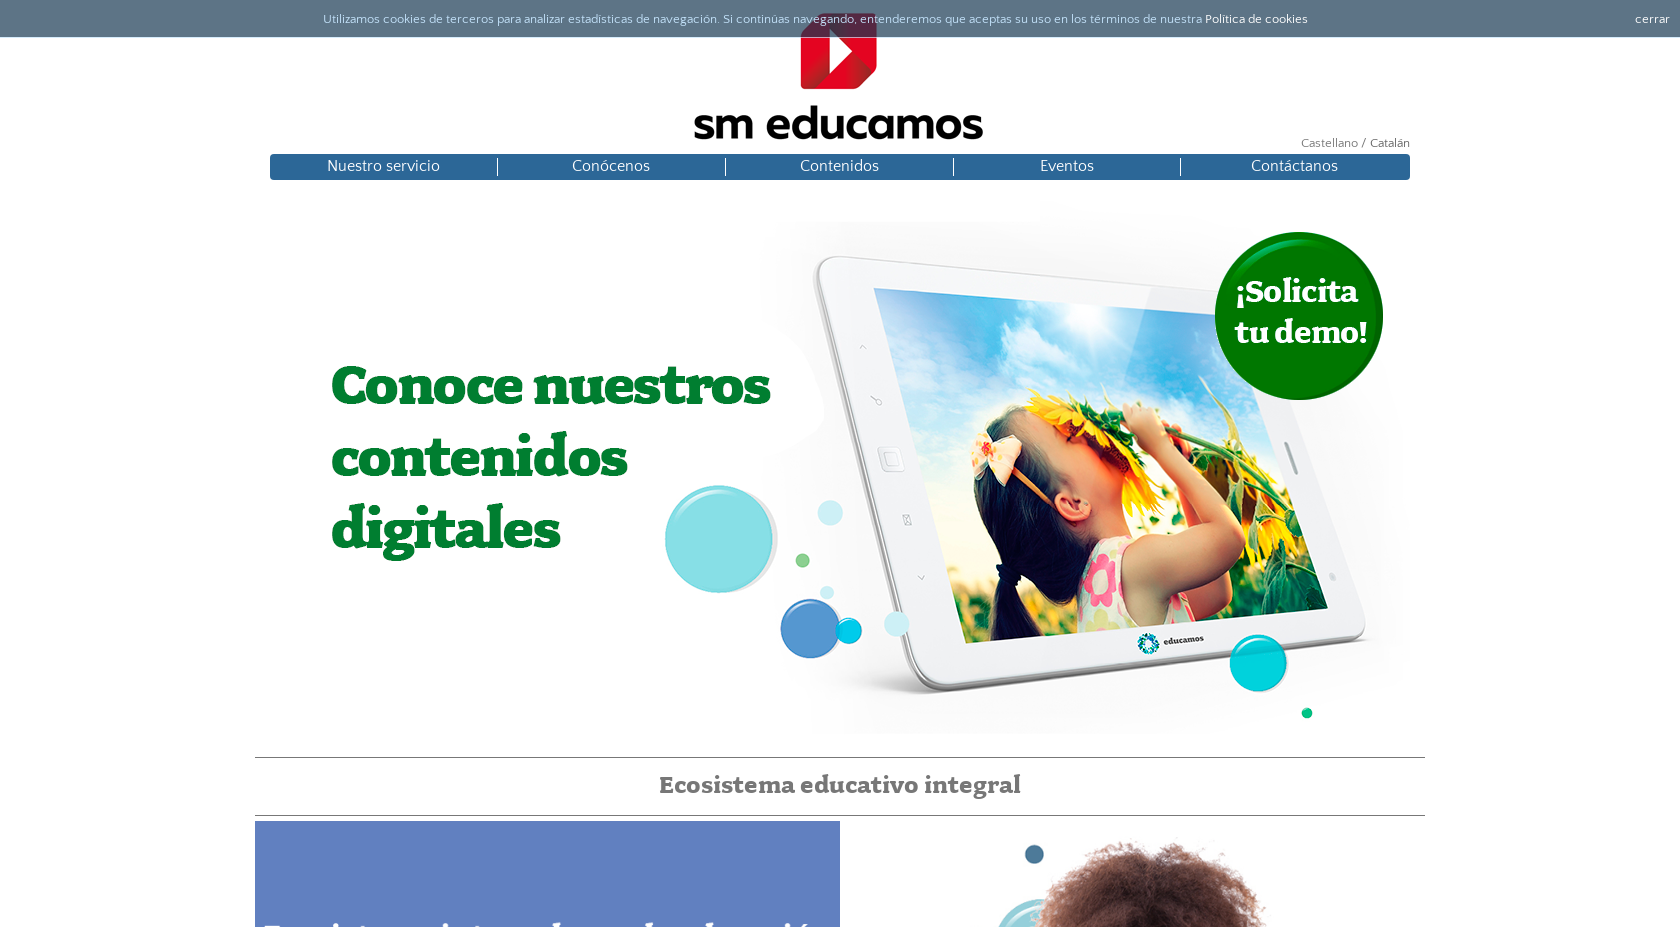 Utilizamos cookies de terceros para analizar estadísticas de navegación. Si continúas navegando, entenderemos que aceptas su uso en los términos de nuestra Política de cookies
cerrar
sm educamos
Castellano / Catalán
Nuestro servicio
Conócenos
Contenidos
Eventos
Contáctanos
¡Solicita
tu demo!
Conoce nuestros
contenidos
digitales
educamos
Ecosistema educativo integral